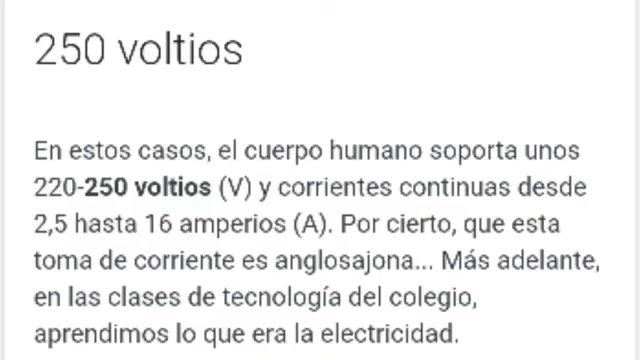 250 voltios
En estos casos, el cuerpo humano soporta unos
220-250 voltios (V) y corrientes continuas desde
2,5 hasta 16 amperios (A). Por cierto, que esta
toma de corriente es anglosajona... Más adelante,
en las clases de tecnología del colegio,
aprendimos lo que era la electricidad.